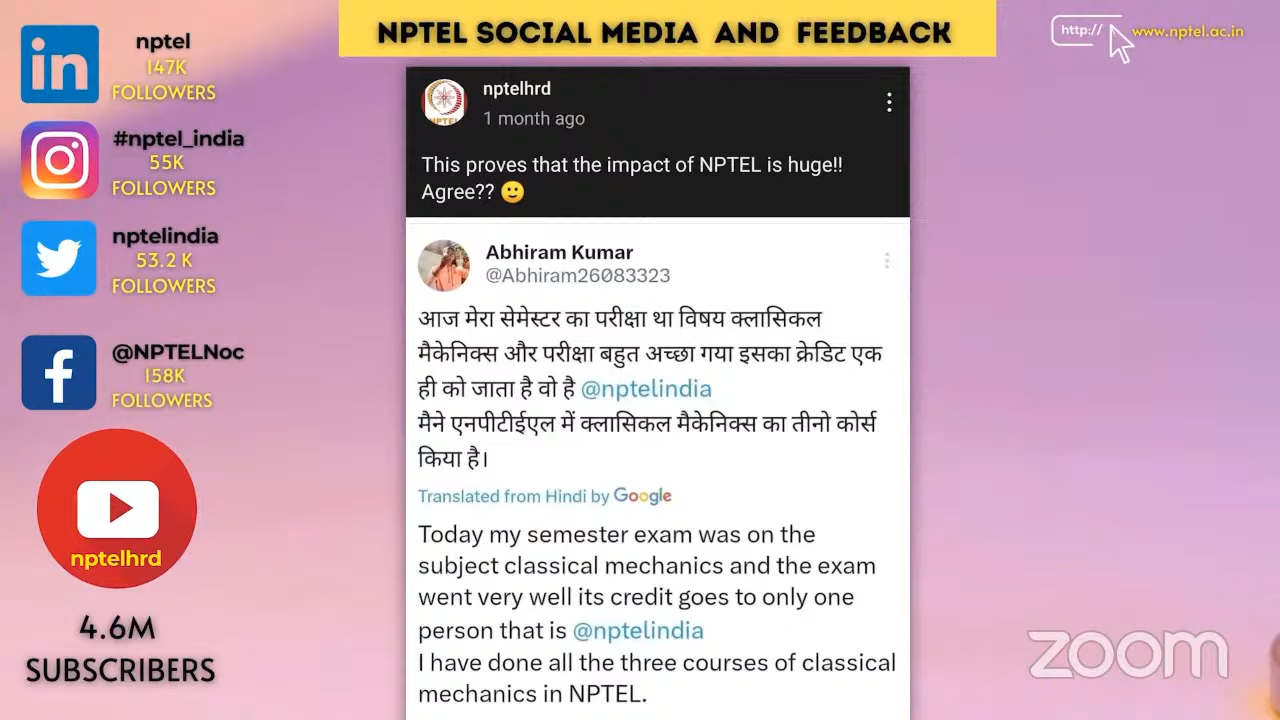 NPTEL SOCIAL MEDIA AND FEEDBACK
http://
www.nptel.ac.in
nptel
147K
FOLLOWERS
#nptel_india
55K
FOLLOWERS
nptelindia
53.2 K
FOLLOWERS
@NPTELNoc
158K
FOLLOWERS
nptelhrd
4.6M
SUBSCRIBERS
NPTEL
nptelhrd
1 month ago
This proves that the impact of NPTEL is huge!!
Agree?? 🙂
Abhiram Kumar
@Abhiram26083323
आज मेरा सेमेस्टर का परीक्षा था विषय क्लासिकल
मैकेनिक्स और परीक्षा बहुत अच्छा गया इसका क्रेडिट एक
ही को जाता है वो है @nptelindia
मैने एनपीटीईएल में क्लासिकल मैकेनिक्स का तीनो कोर्स
किया है।
Translated from Hindi by Google
Today my semester exam was on the
subject classical mechanics and the exam
went very well its credit goes to only one
person that is @nptelindia
I have done all the three courses of classical
mechanics in NPTEL.
zoom